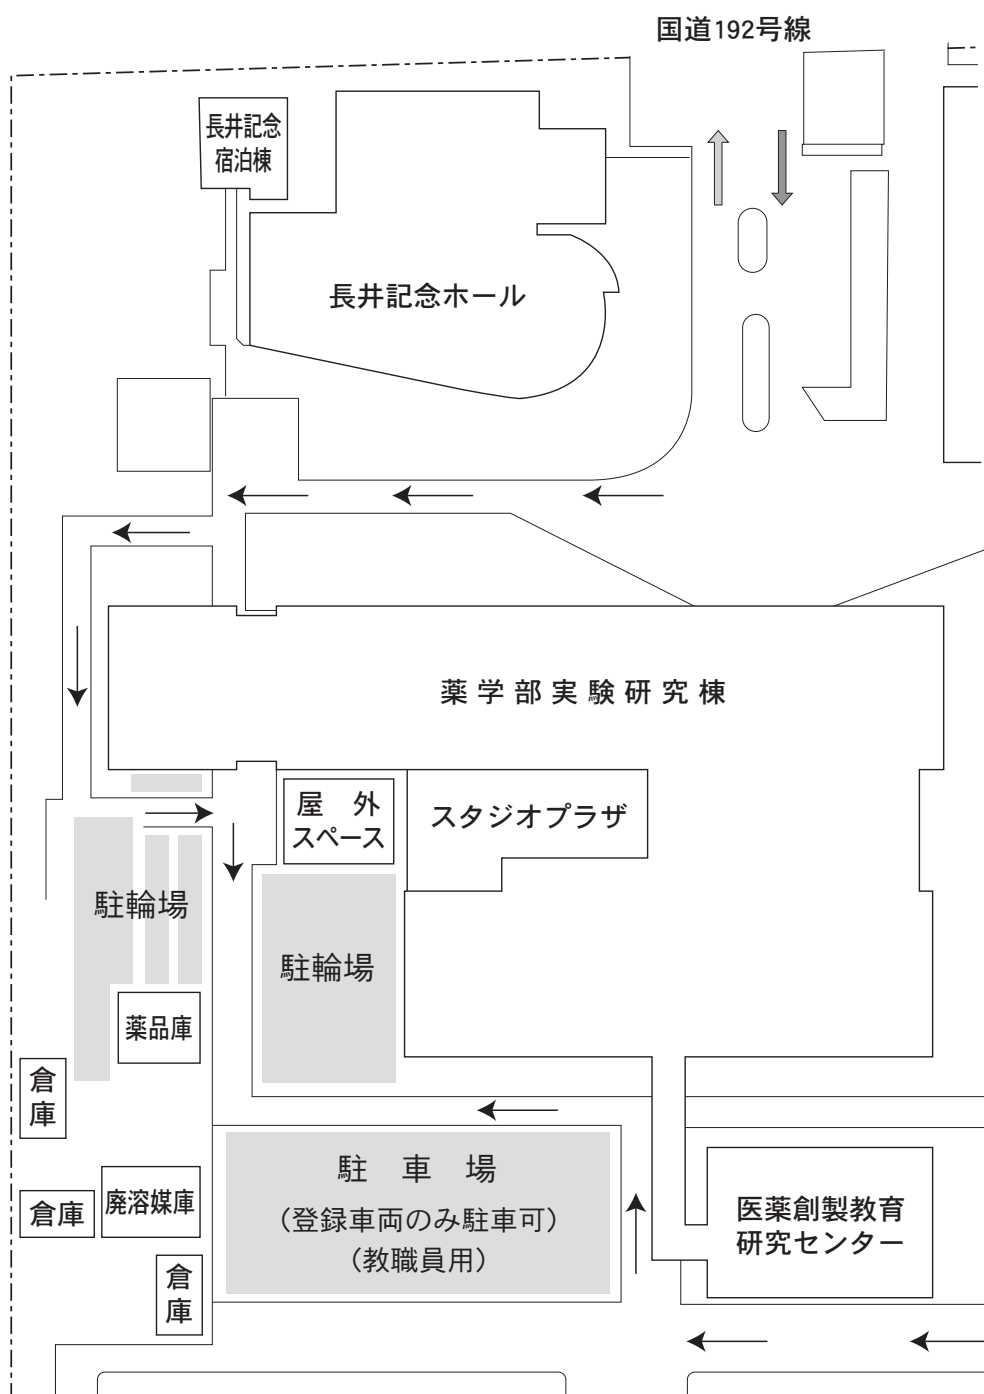 国道192号線
長井記念
宿泊棟
長井記念ホール
薬学部実験研究棟
屋　外
スペース
スタジオプラザ
駐輪場
駐輪場
薬品庫
倉
庫
倉庫
廃溶媒庫
倉
庫
駐　車　場
（登録車両のみ駐車可）
（教職員用）
医薬創製教育
研究センター